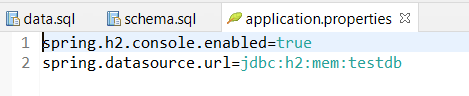 data.sql schema.sql application.properties
1 spring.h2.console.enabled=true
2 spring.datasource.url=jdbc:h2:mem:testdb